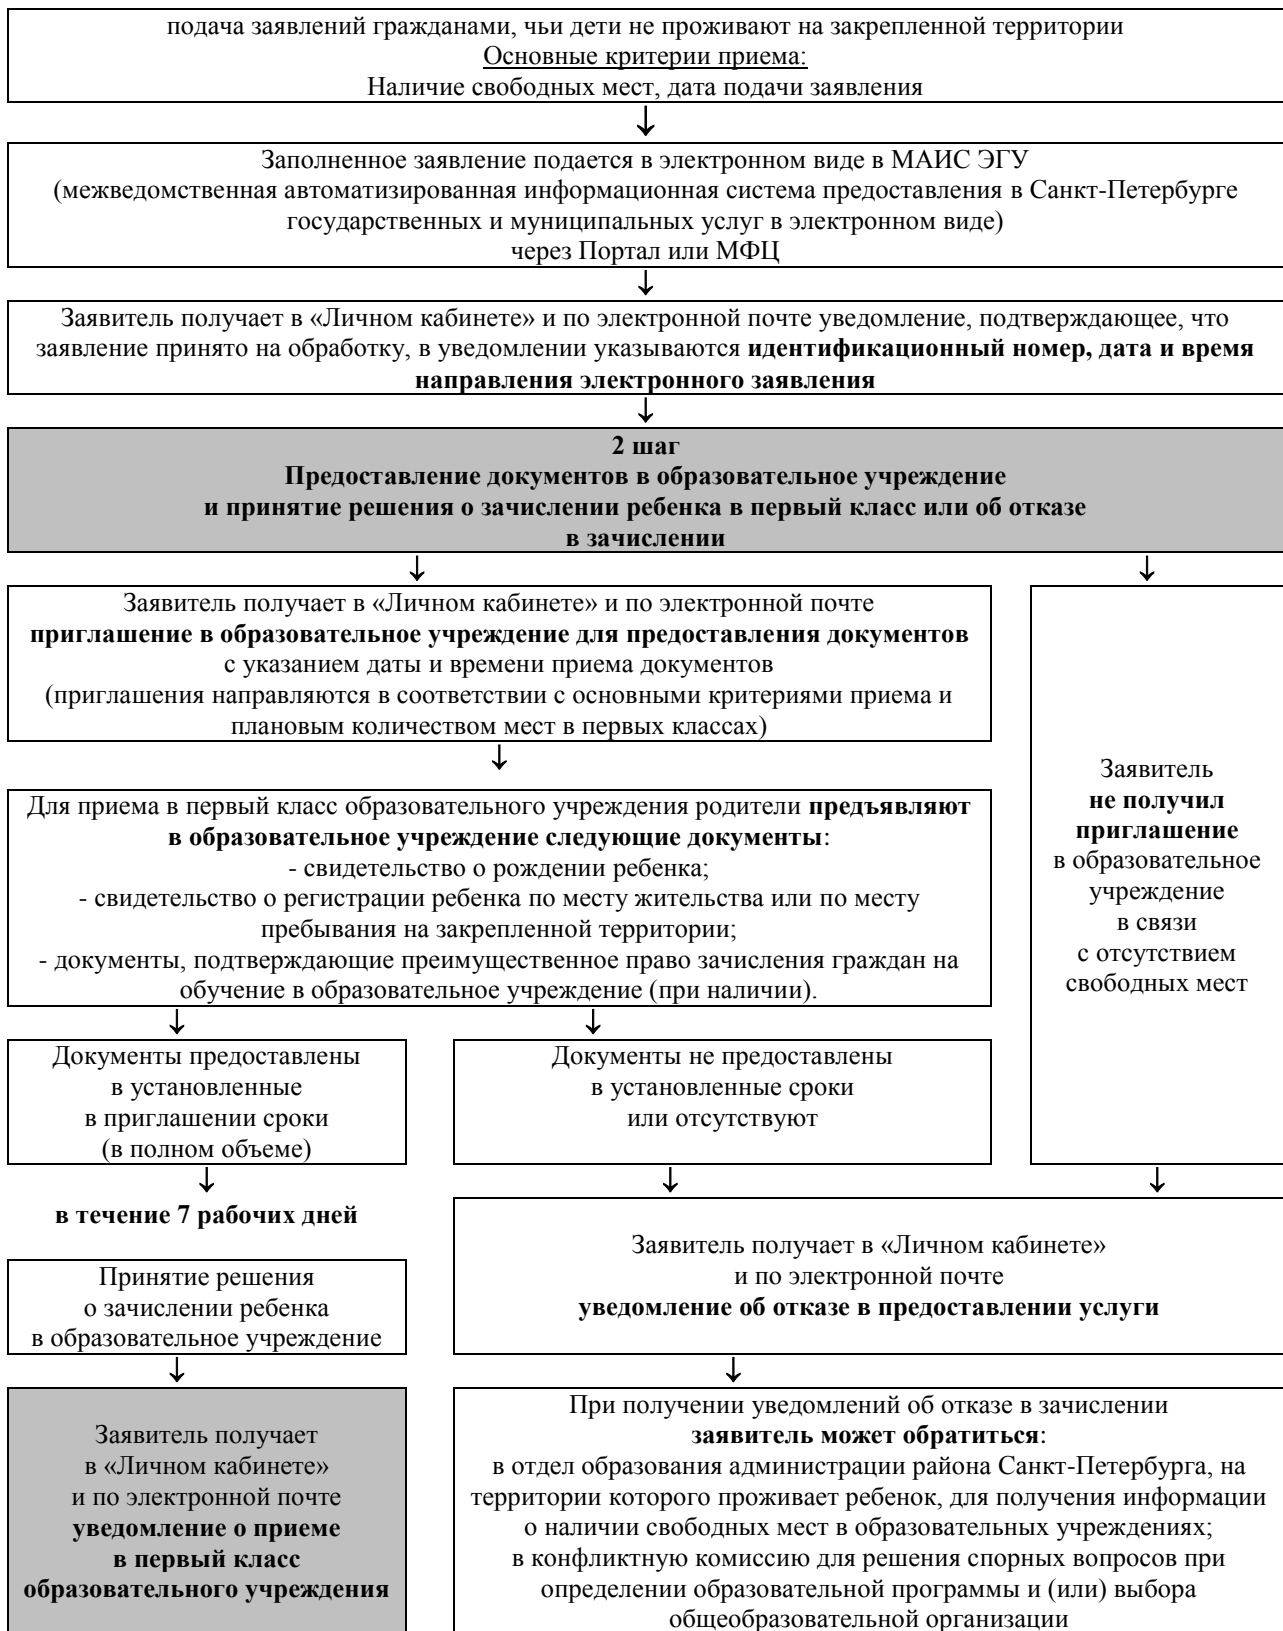 подача заявлений гражданами, чьи дети не проживают на закрепленной территории
Основные критерии приема:
Наличие свободных мест, дата подачи заявления
Заполненное заявление подается в электронном виде в МАИС ЭГУ
(межведомственная автоматизированная информационная система предоставления в Санкт-Петербурге
государственных и муниципальных услуг в электронном виде)
через Портал или МФЦ
Заявитель получает в «Личном кабинете» и по электронной почте уведомление, подтверждающее, что
заявление принято на обработку, в уведомлении указываются идентификационный номер, дата и время
направления электронного заявления
2 шаг
Предоставление документов в образовательное учреждение
и принятие решения о зачислении ребенка в первый класс или об отказе
в зачислении
Заявитель получает в «Личном кабинете» и по электронной почте
приглашение в образовательное учреждение для предоставления документов
с указанием даты и времени приема документов
(приглашения направляются в соответствии с основными критериями приема и
плановым количеством мест в первых классах)
Для приема в первый класс образовательного учреждения родители предъявляют
в образовательное учреждение следующие документы:
- свидетельство о рождении ребенка;
- свидетельство о регистрации ребенка по месту жительства или по месту
пребывания на закрепленной территории;
- документы, подтверждающие преимущественное право зачисления граждан на
обучение в образовательное учреждение (при наличии).
Заявитель
не получил
приглашение
в образовательное
учреждение
в связи
с отсутствием
свободных мест
Документы предоставлены
в установленные
в приглашении сроки
(в полном объеме)
Документы не предоставлены
в установленные сроки
или отсутствуют
в течение 7 рабочих дней
Принятие решения
о зачислении ребенка
в образовательное учреждение
Заявитель получает в «Личном кабинете»
и по электронной почте
уведомление об отказе в предоставлении услуги
Заявитель получает
в «Личном кабинете»
и по электронной почте
уведомление о приеме
в первый класс
образовательного учреждения
При получении уведомлений об отказе в зачислении
заявитель может обратиться:
в отдел образования администрации района Санкт-Петербурга, на
территории которого проживает ребенок, для получения информации
о наличии свободных мест в образовательных учреждениях;
в конфликтную комиссию для решения спорных вопросов при
определении образовательной программы и (или) выбора
общеобразовательной организации